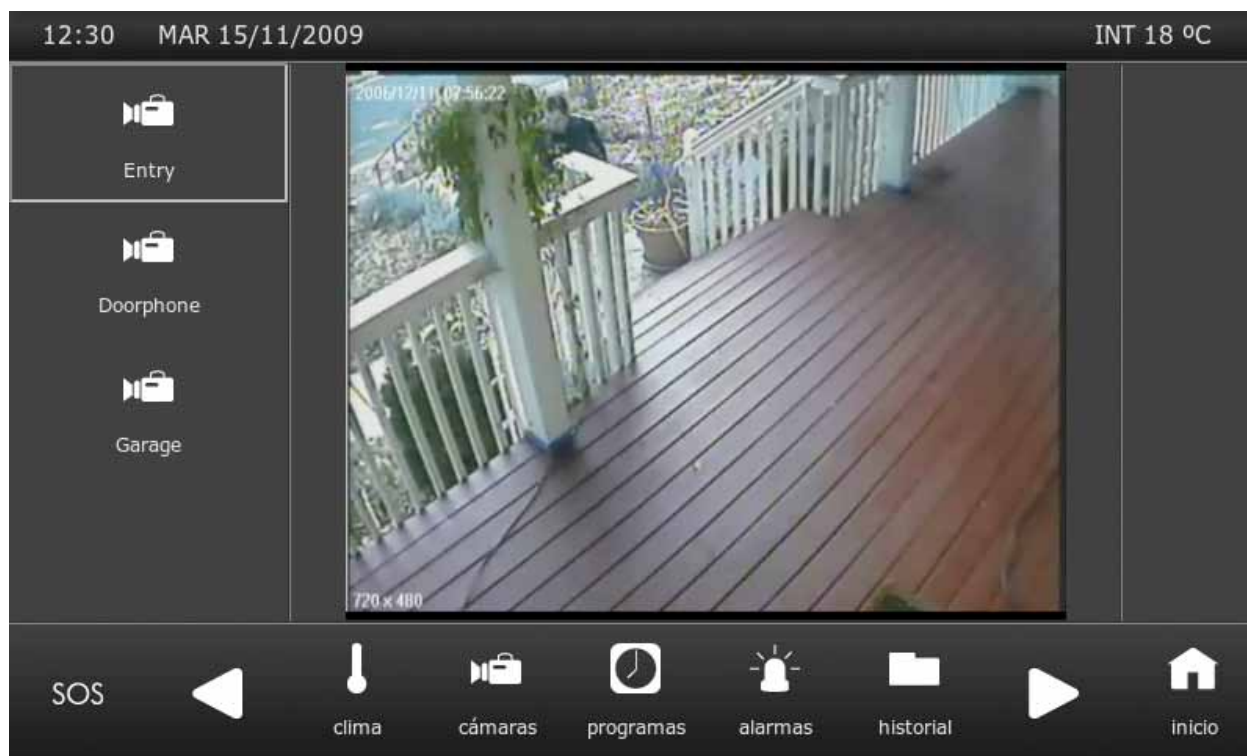 12:30 MAR 15/11/2009 INT 18 ºC
Entry
Doorphone
Garage
2006/12/11 07:56:22
720 x 480
SOS
clima
cámaras
programas
alarmas
historial
inicio